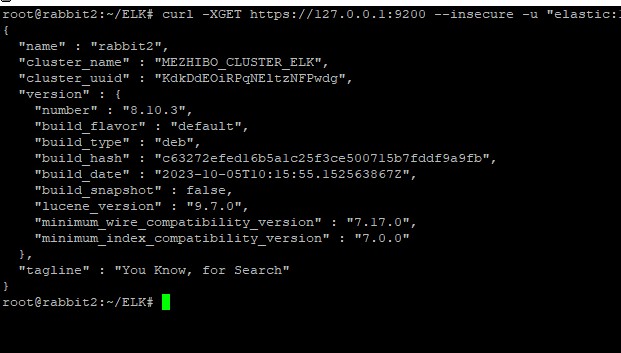 root@rabbit2:~/ELK# curl -XGET https://127.0.0.1:9200 --insecure -u "elastic:
{
  "name" : "rabbit2",
  "cluster_name" : "MEZHIBO_CLUSTER_ELK",
  "cluster_uuid" : "KdkDdEOiRPqNEltzNFPwdg",
  "version" : {
    "number" : "8.10.3",
    "build_flavor" : "default",
    "build_type" : "deb",
    "build_hash" : "c63272efed16b5a1c25f3ce500715b7fddf9a9fb",
    "build_date" : "2023-10-05T10:15:55.152563867Z",
    "build_snapshot" : false,
    "lucene_version" : "9.7.0",
    "minimum_wire_compatibility_version" : "7.17.0",
    "minimum_index_compatibility_version" : "7.0.0"
  },
  "tagline" : "You Know, for Search"
}
root@rabbit2:~/ELK#